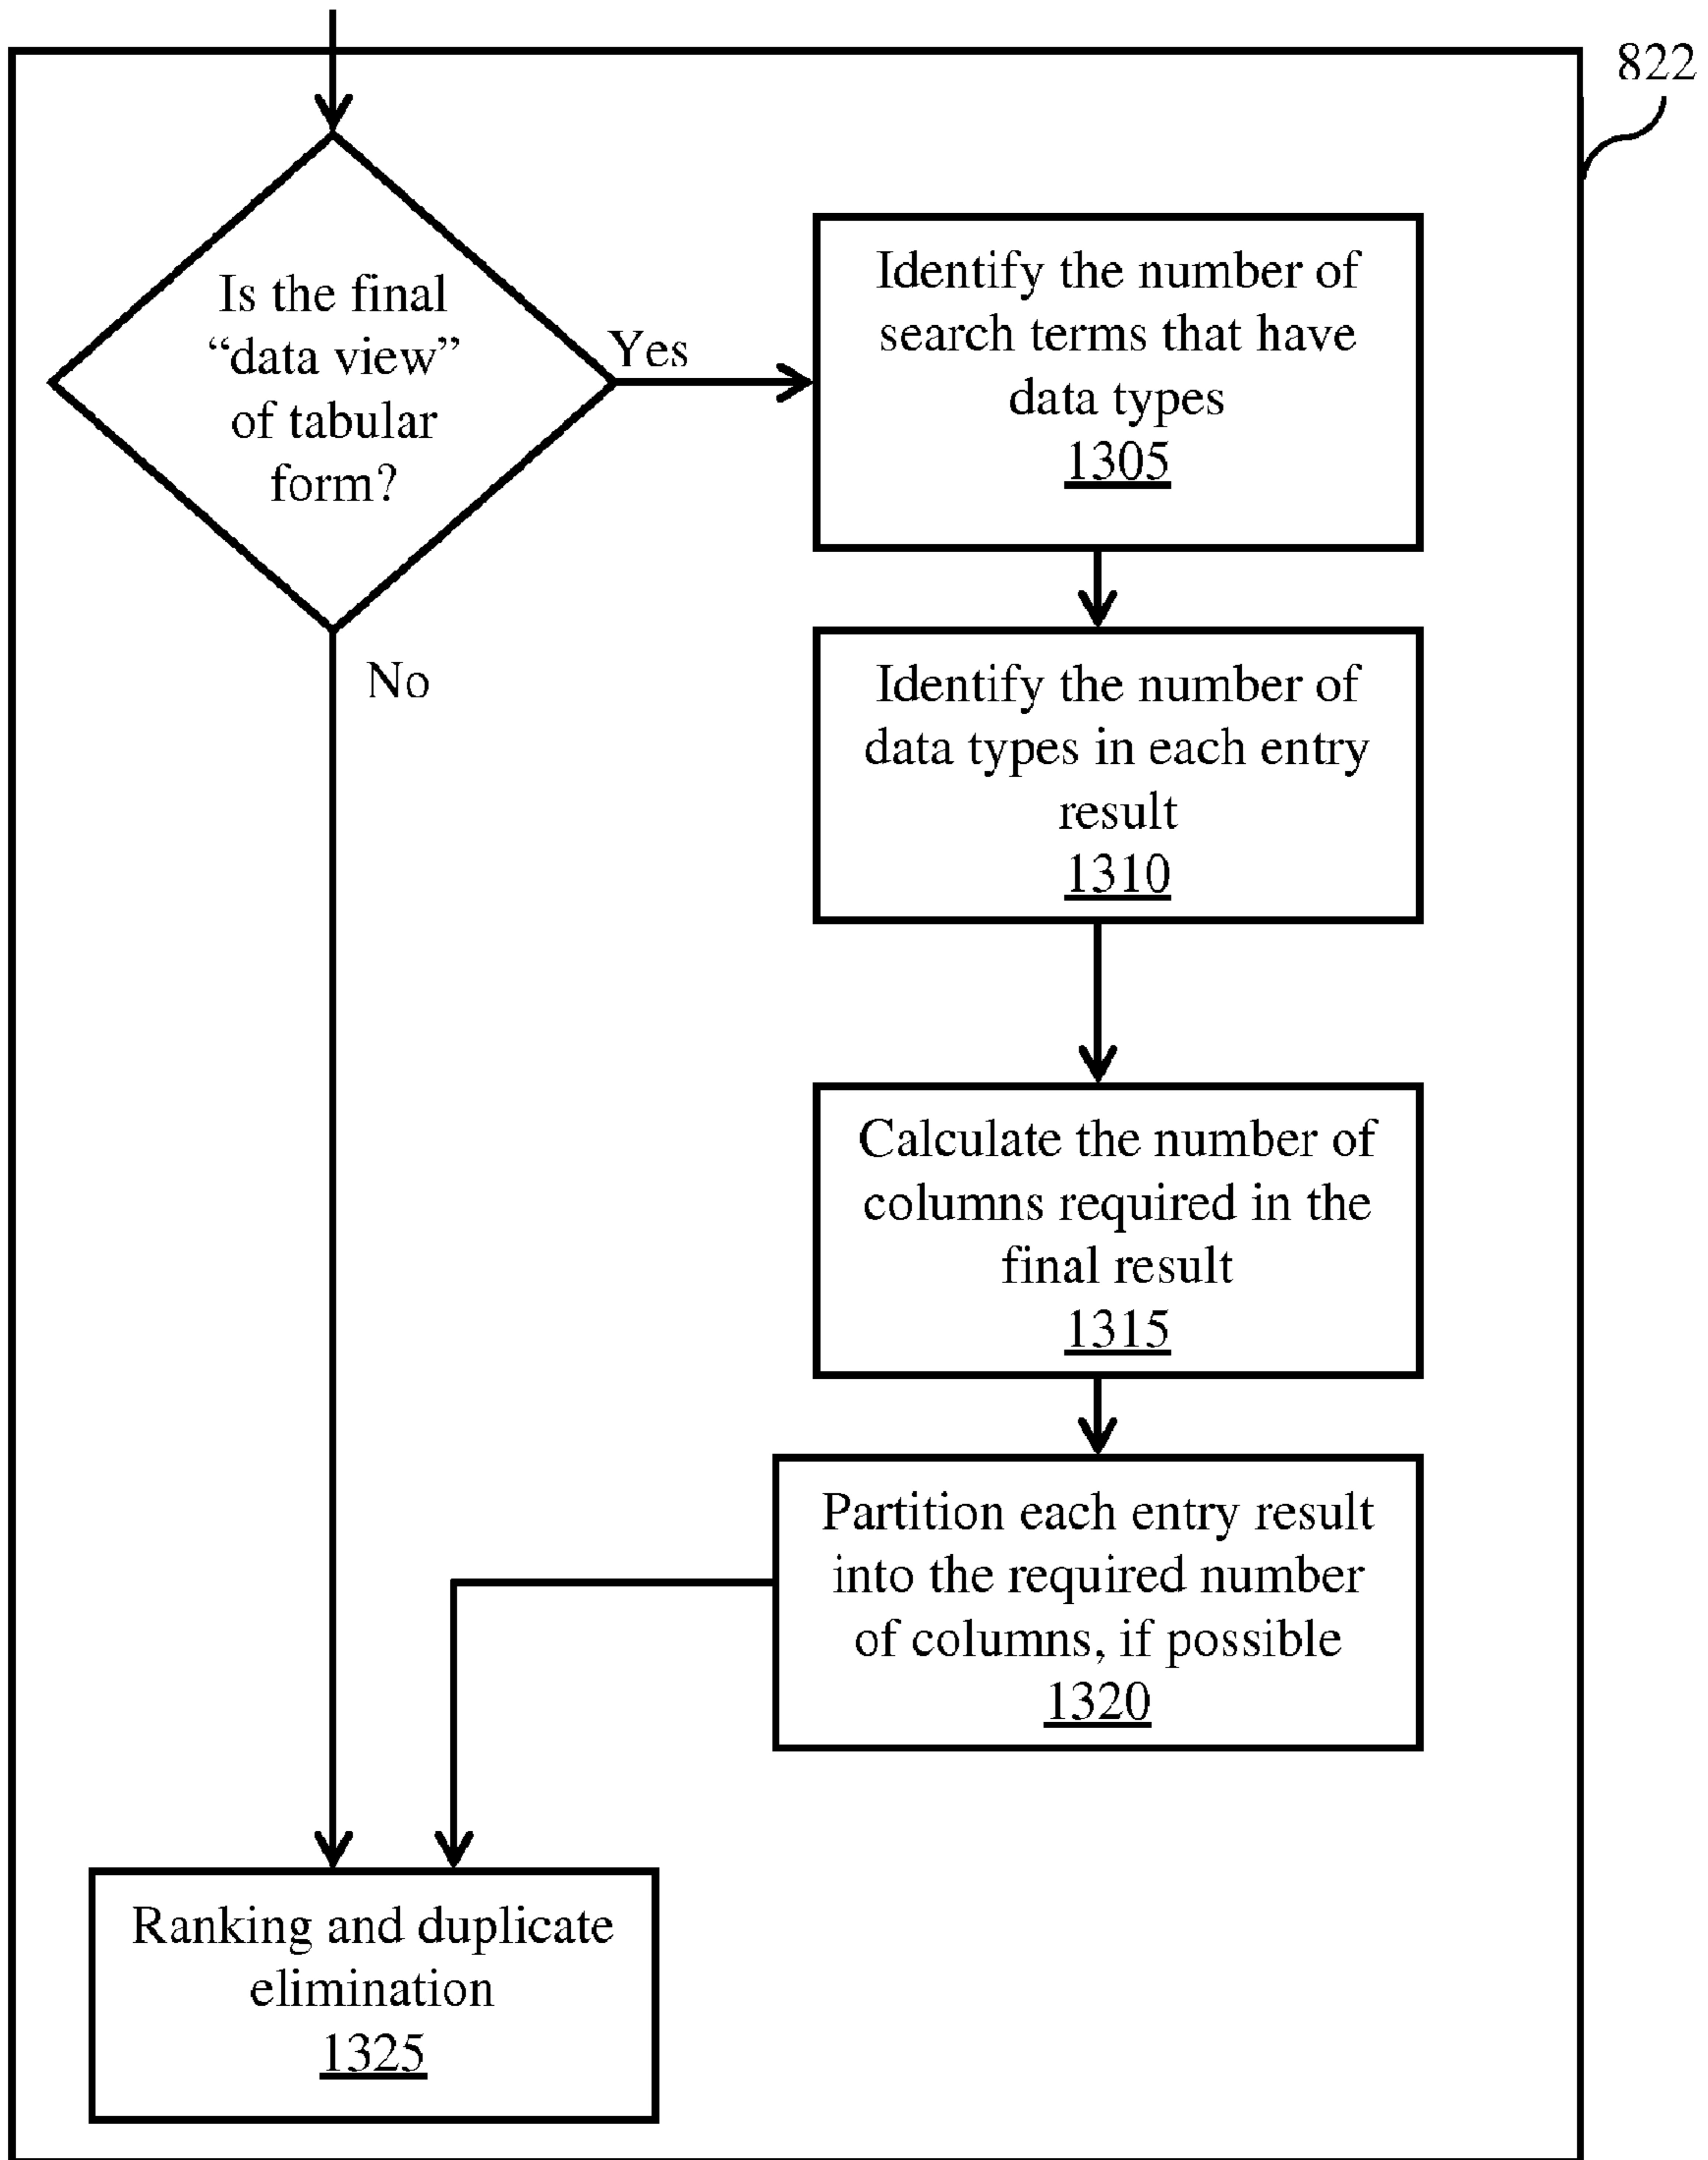 822
Is the final
“data view”
of tabular
form?
Yes
No
Identify the number of
search terms that have
data types
1305
Identify the number of
data types in each entry
result
1310
Calculate the number of
columns required in the
final result
1315
Partition each entry result
into the required number
of columns, if possible
1320
Ranking and duplicate
elimination
1325